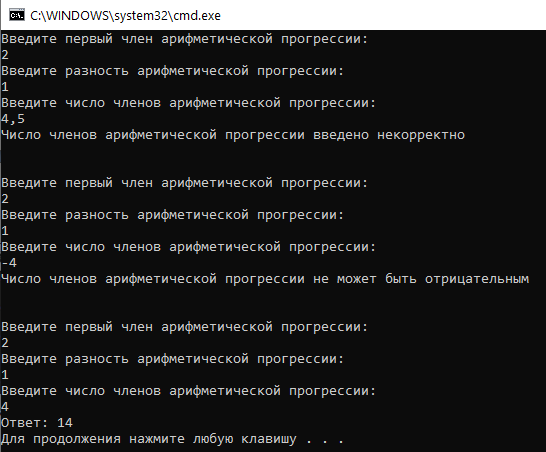 C:\WINDOWS\system32\cmd.exe
Введите первый член арифметической прогрессии:
2
Введите разность арифметической прогрессии:
1
Введите число членов арифметической прогрессии:
4,5
Число членов арифметической прогрессии введено некорректно
Введите первый член арифметической прогрессии:
2
Введите разность арифметической прогрессии:
1
Введите число членов арифметической прогрессии:
-4
Число членов арифметической прогрессии не может быть отрицательным
Введите первый член арифметической прогрессии:
2
Введите разность арифметической прогрессии:
1
Введите число членов арифметической прогрессии:
4
Ответ: 14
Для продолжения нажмите любую клавишу . . .